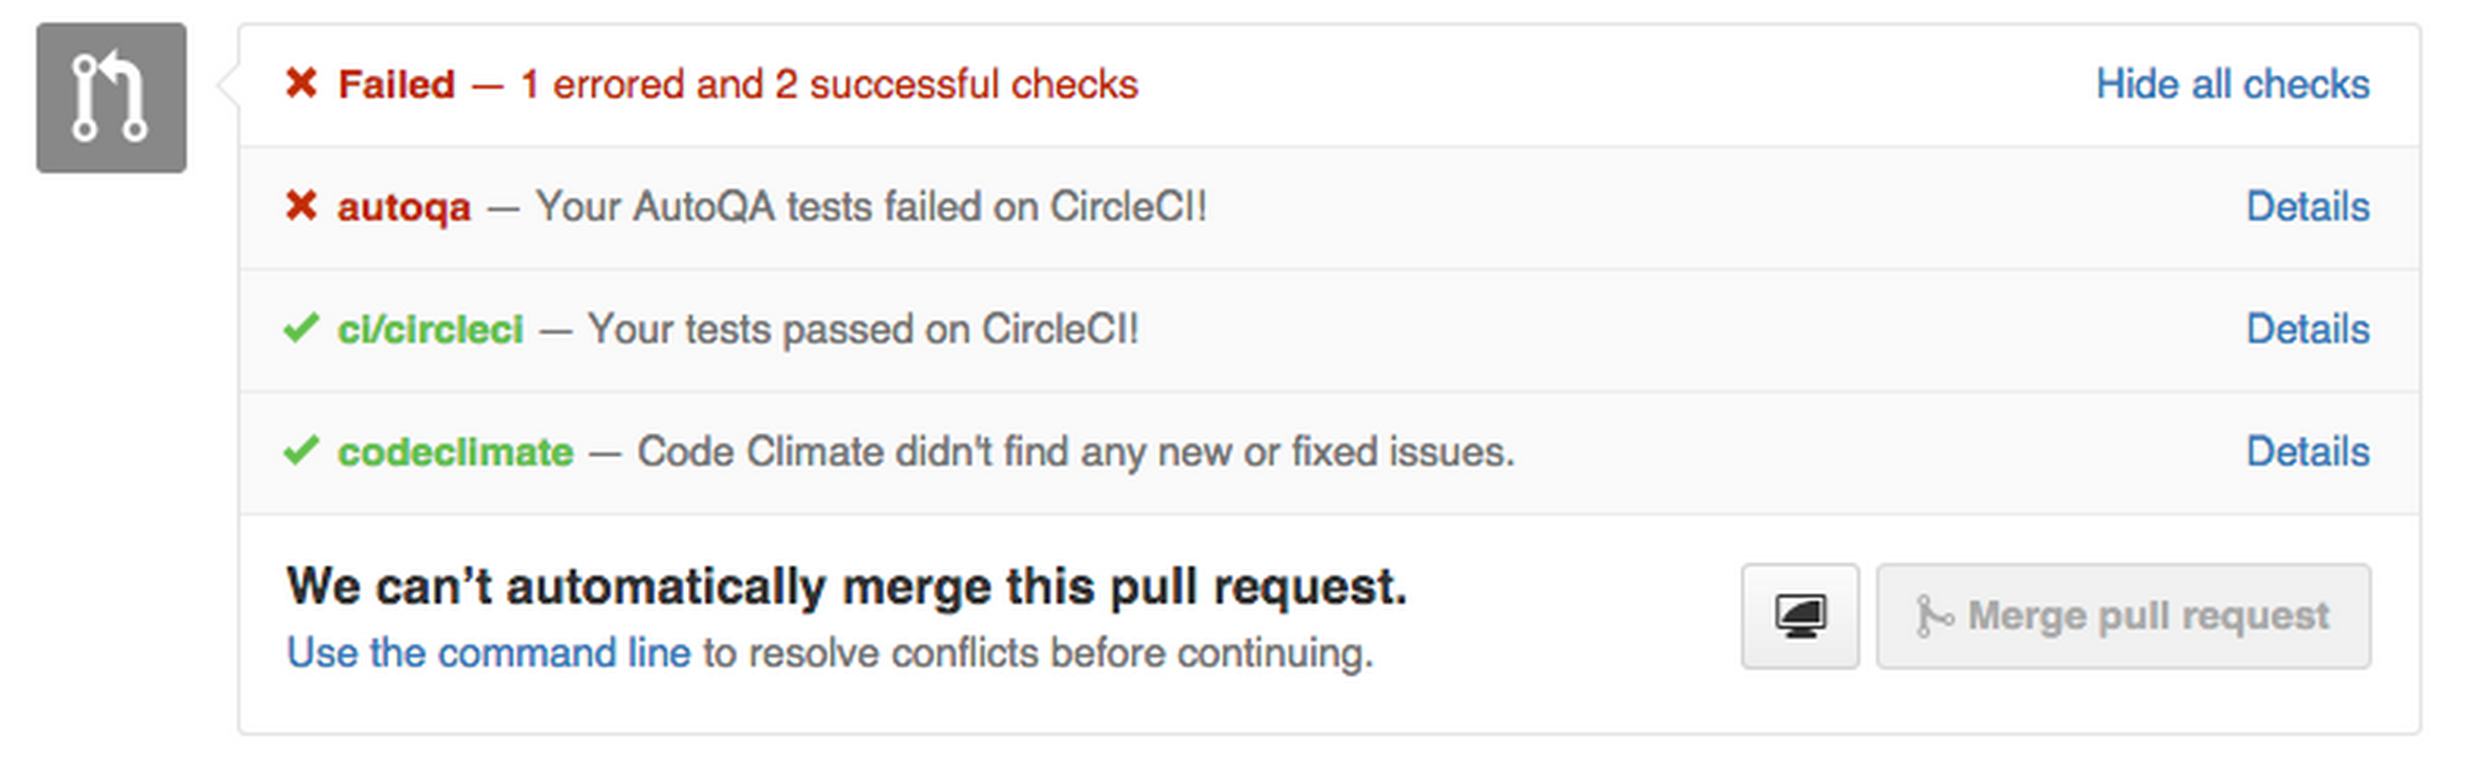 Failed — 1 errored and 2 successful checks Hide all checks
autoqa — Your AutoQA tests failed on CircleCI! Details
ci/circleci — Your tests passed on CircleCI! Details
codeclimate — Code Climate didn't find any new or fixed issues. Details
We can’t automatically merge this pull request.
Use the command line to resolve conflicts before continuing.
Merge pull request